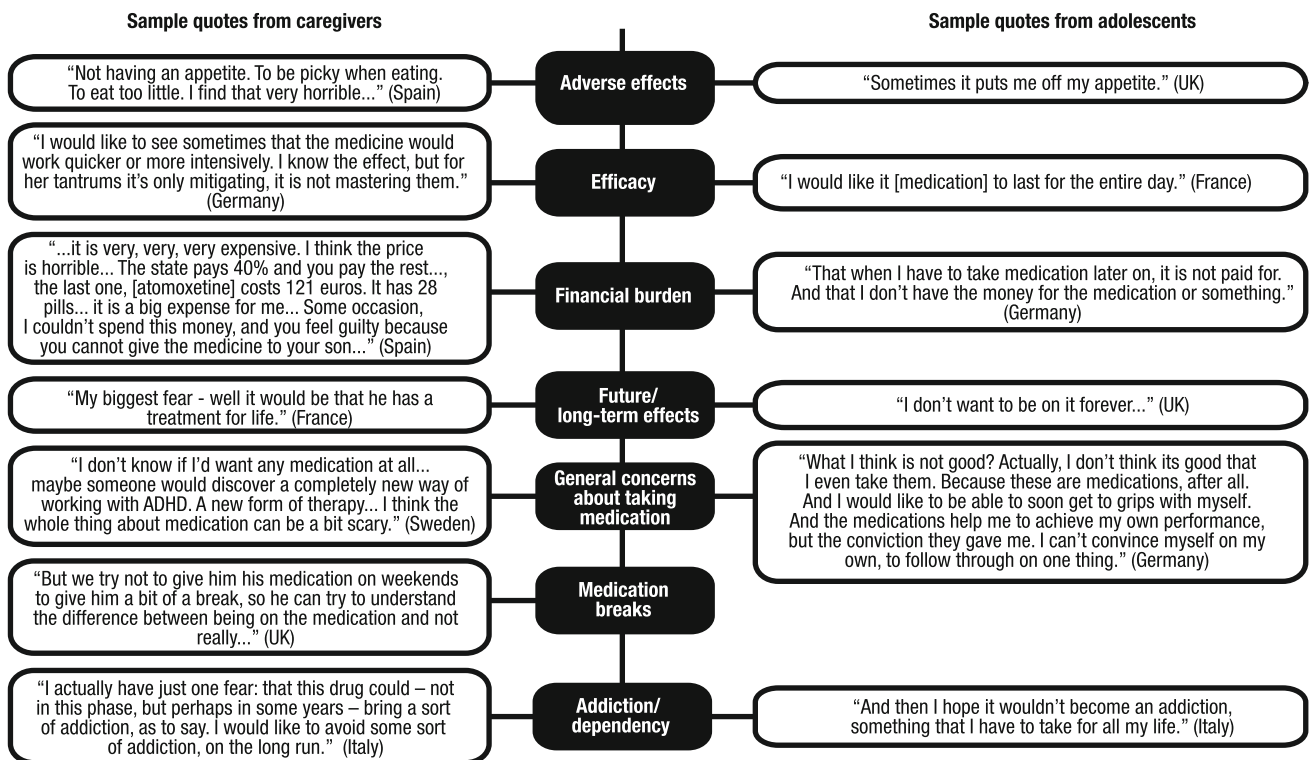 Sample quotes from caregivers
Sample quotes from adolescents
“Not having an appetite. To be picky when eating.
To eat too little. I find that very horrible...” (Spain)
Adverse effects
“Sometimes it puts me off my appetite.” (UK)
“I would like to see sometimes that the medicine would
work quicker or more intensively. I know the effect, but for
her tantrums it’s only mitigating, it is not mastering them.”
(Germany)
Efficacy
“I would like it [medication] to last for the entire day.” (France)
“...it is very, very, very expensive. I think the price
is horrible... The state pays 40% and you pay the rest...,
the last one, [atomoxetine] costs 121 euros. It has 28
pills... it is a big expense for me... Some occasion,
I couldn’t spend this money, and you feel guilty because
you cannot give the medicine to your son...” (Spain)
Financial burden
“That when I have to take medication later on, it is not paid for.
And that I don’t have the money for the medication or something.”
(Germany)
“My biggest fear - well it would be that he has a
treatment for life.” (France)
Future/
long-term effects
“I don’t want to be on it forever...” (UK)
“I don’t know if I’d want any medication at all...
maybe someone would discover a completely new way of
working with ADHD. A new form of therapy... I think the
whole thing about medication can be a bit scary.” (Sweden)
General concerns
about taking
medication
“What I think is not good? Actually, I don’t think its good that
I even take them. Because these are medications, after all.
And I would like to be able to soon get to grips with myself.
And the medications help me to achieve my own performance,
but the conviction they gave me. I can’t convince myself on my
own, to follow through on one thing.” (Germany)
“But we try not to give him his medication on weekends
to give him a bit of a break, so he can try to understand
the difference between being on the medication and not
really...” (UK)
Medication
breaks
“I actually have just one fear: that this drug could – not
in this phase, but perhaps in some years – bring a sort
of addiction, as to say. I would like to avoid some sort
of addiction, on the long run.” (Italy)
Addiction/
dependency
“And then I hope it wouldn’t become an addiction,
something that I have to take for all my life.” (Italy)